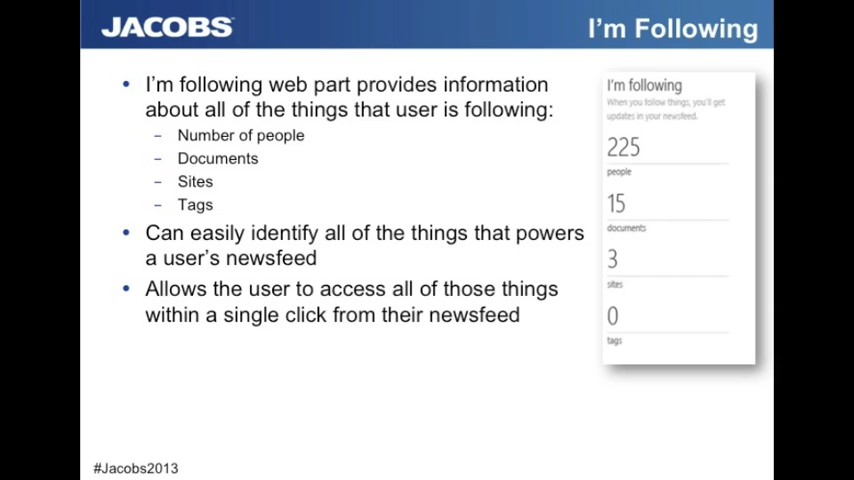 JACOBS
I'm Following
• I'm following web part provides information
about all of the things that user is following:
– Number of people
– Documents
– Sites
– Tags
• Can easily identify all of the things that powers
a user's newsfeed
• Allows the user to access all of those things
within a single click from their newsfeed
I'm following
When you follow things, you'll get
updates in your newsfeed.
225
people
15
documents
3
sites
0
tags
#Jacobs2013